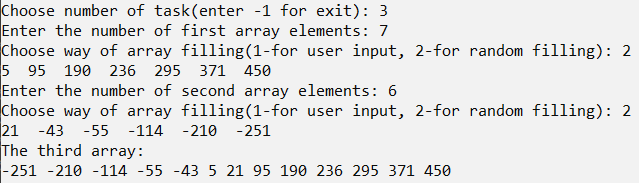 Choose number of task(enter -1 for exit): 3
Enter the number of first array elements: 7
Choose way of array filling(1-for user input, 2-for random filling): 2
5  95  190  236  295  371  450
Enter the number of second array elements: 6
Choose way of array filling(1-for user input, 2-for random filling): 2
21  -43  -55  -114  -210  -251
The third array:
-251 -210 -114 -55 -43 5 21 95 190 236 295 371 450